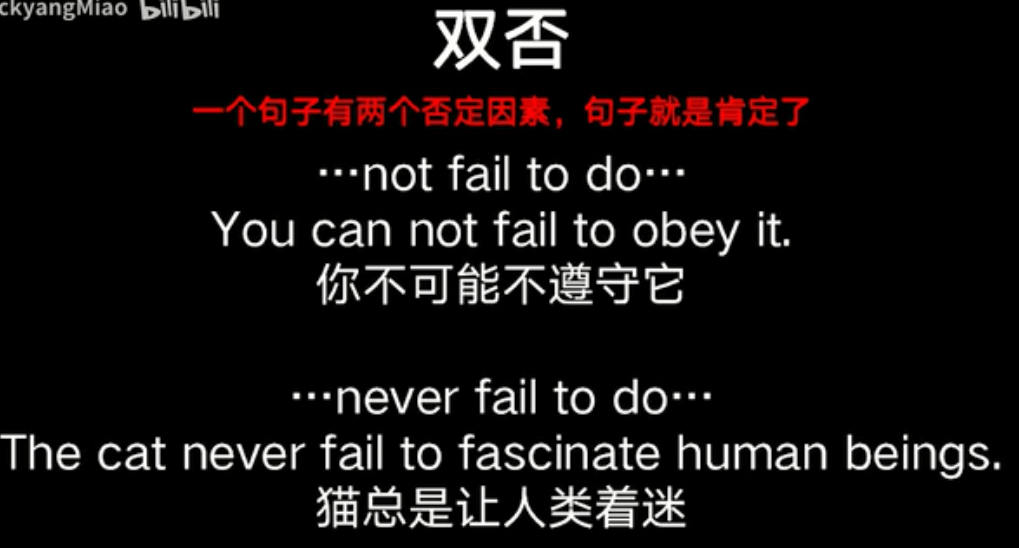 ckyangMiao bilibili
双否
一个句子有两个否定因素，句子就是肯定了
…not fail to do…
You can not fail to obey it.
你不可能不遵守它
…never fail to do…
The cat never fail to fascinate human beings.
猫总是让人类着迷